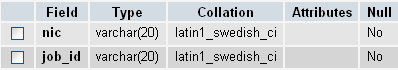 Field Type Collation Attributes Null
nic varchar(20) latin1_swedish_ci No
job_id varchar(20) latin1_swedish_ci No